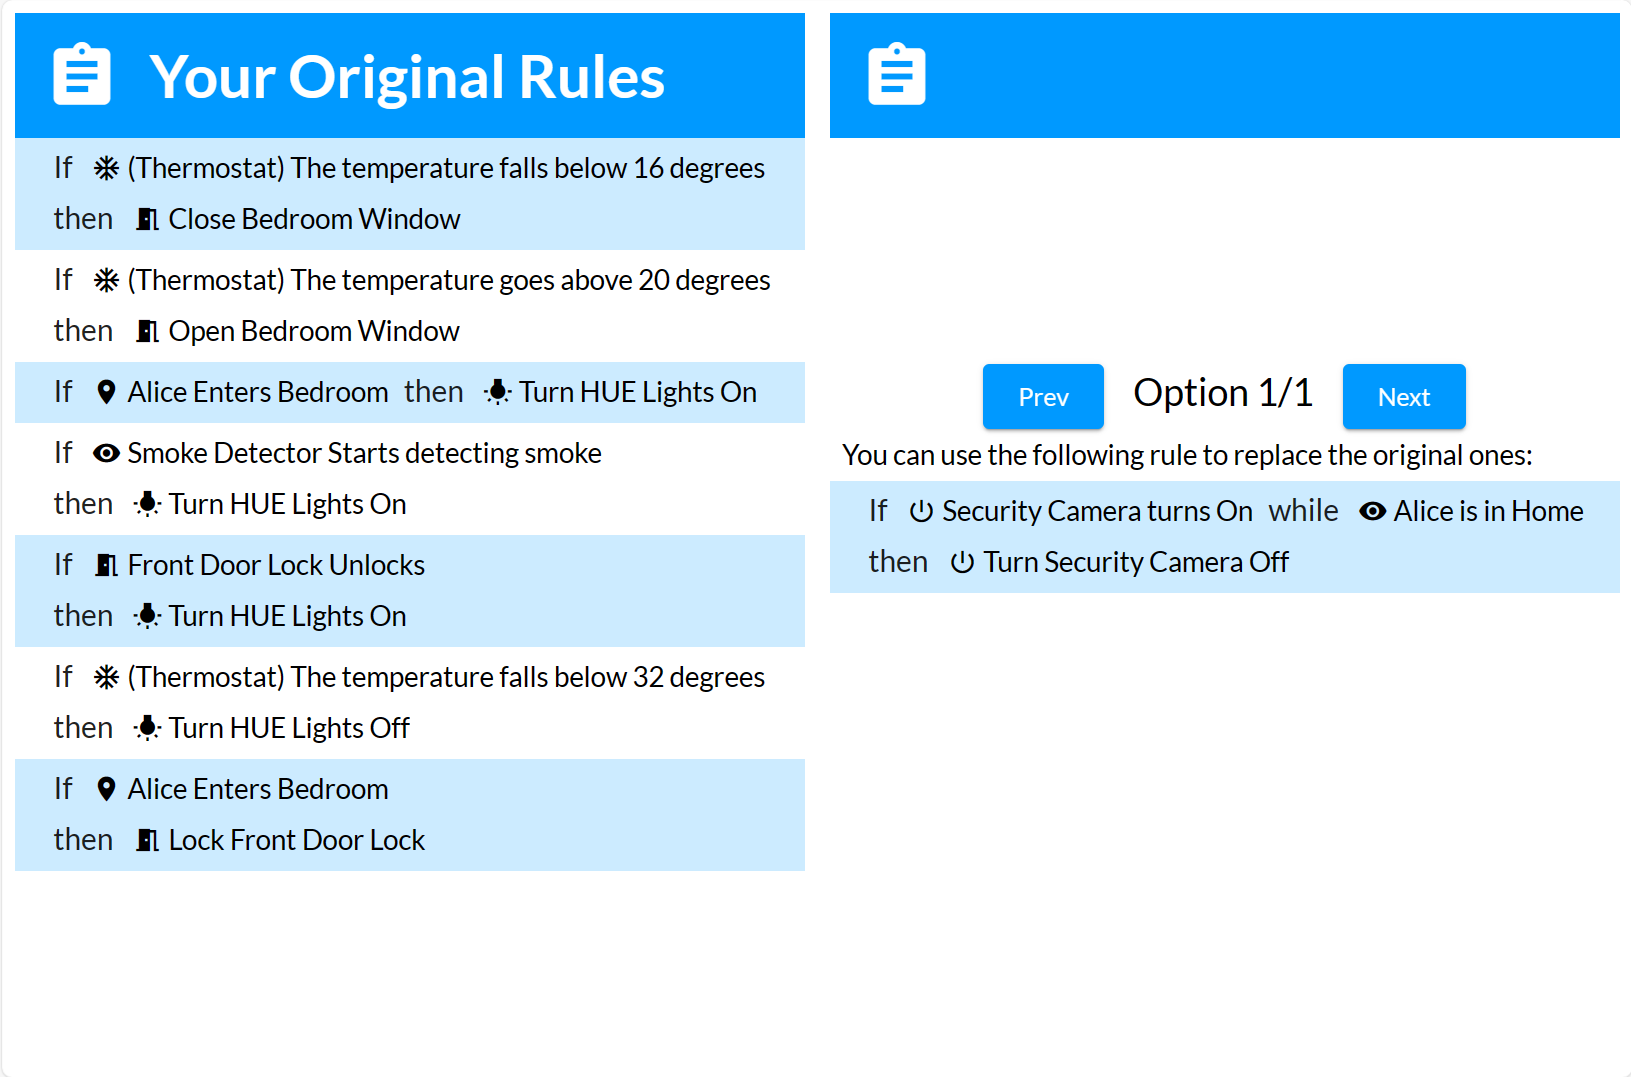 Your Original Rules
If (Thermostat) The temperature falls below 16 degrees
then Close Bedroom Window
If (Thermostat) The temperature goes above 20 degrees
then Open Bedroom Window
If Alice Enters Bedroom then Turn HUE Lights On
If Smoke Detector Starts detecting smoke
then Turn HUE Lights On
If Front Door Lock Unlocks
then Turn HUE Lights On
If (Thermostat) The temperature falls below 32 degrees
then Turn HUE Lights Off
If Alice Enters Bedroom
then Lock Front Door Lock
Prev Option 1/1 Next
You can use the following rule to replace the original ones:
If Security Camera turns On while Alice is in Home
then Turn Security Camera Off